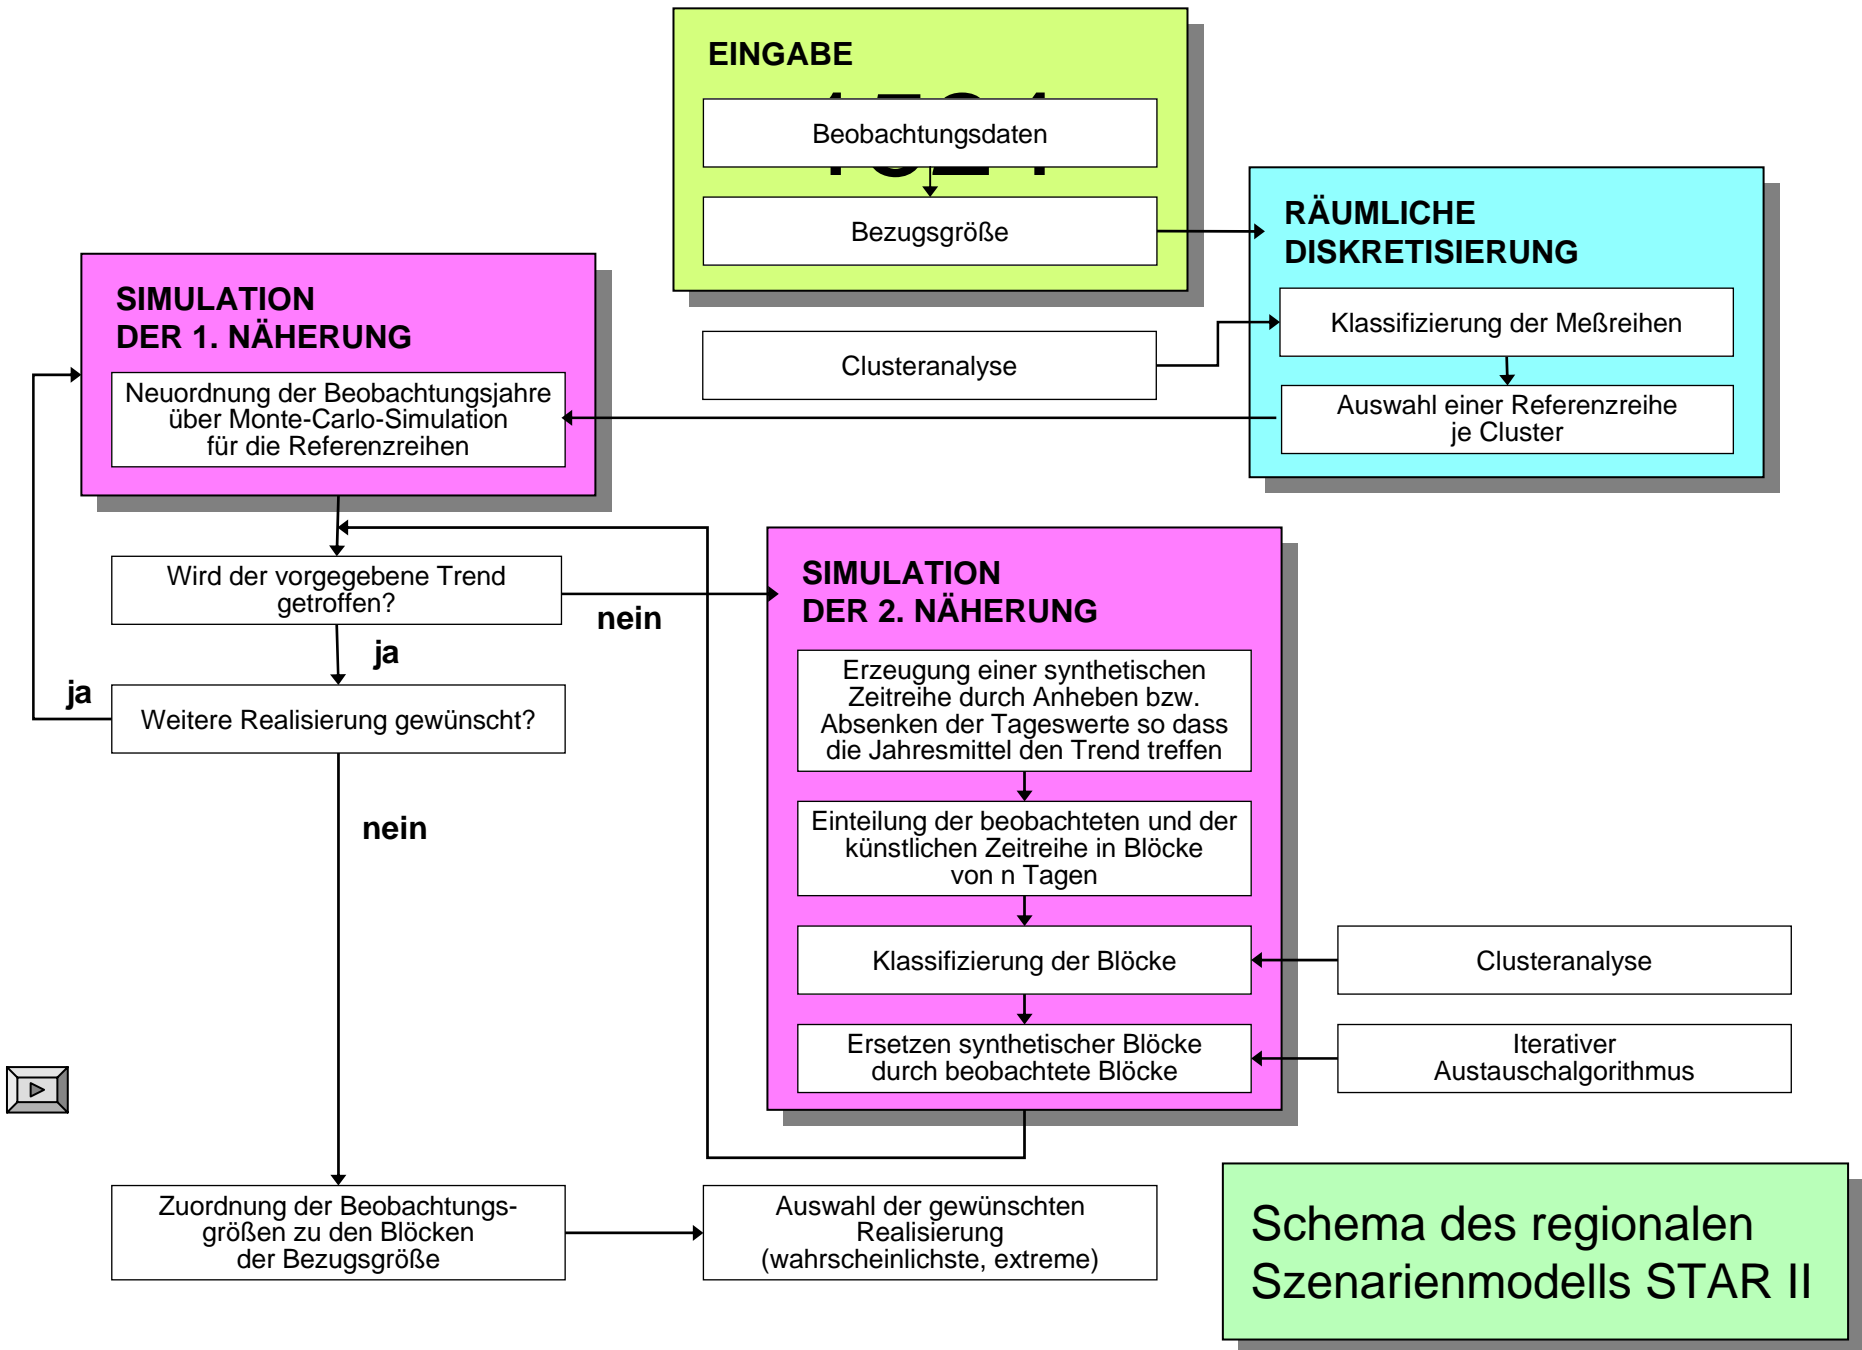 EINGABE
Beobachtungsdaten
Bezugsgröße
RÄUMLICHE
DISKRETISIERUNG
Klassifizierung der Meßreihen
Auswahl einer Referenzreihe
je Cluster
Clusteranalyse
SIMULATION
DER 1. NÄHERUNG
Neuordnung der Beobachtungsjahre
über Monte-Carlo-Simulation
für die Referenzreihen
Wird der vorgegebene Trend
getroffen?
nein
ja
ja
Weitere Realisierung gewünscht?
nein
SIMULATION
DER 2. NÄHERUNG
Erzeugung einer synthetischen
Zeitreihe durch Anheben bzw.
Absenken der Tageswerte so dass
die Jahresmittel den Trend treffen
Einteilung der beobachteten und der
künstlichen Zeitreihe in Blöcke
von n Tagen
Klassifizierung der Blöcke
Clusteranalyse
Ersetzen synthetischer Blöcke
durch beobachtete Blöcke
Iterativer
Austauschalgorithmus
Zuordnung der Beobachtungs-
größen zu den Blöcken
der Bezugsgröße
Auswahl der gewünschten
Realisierung
(wahrscheinlichste, extreme)
Schema des regionalen
Szenarienmodells STAR II